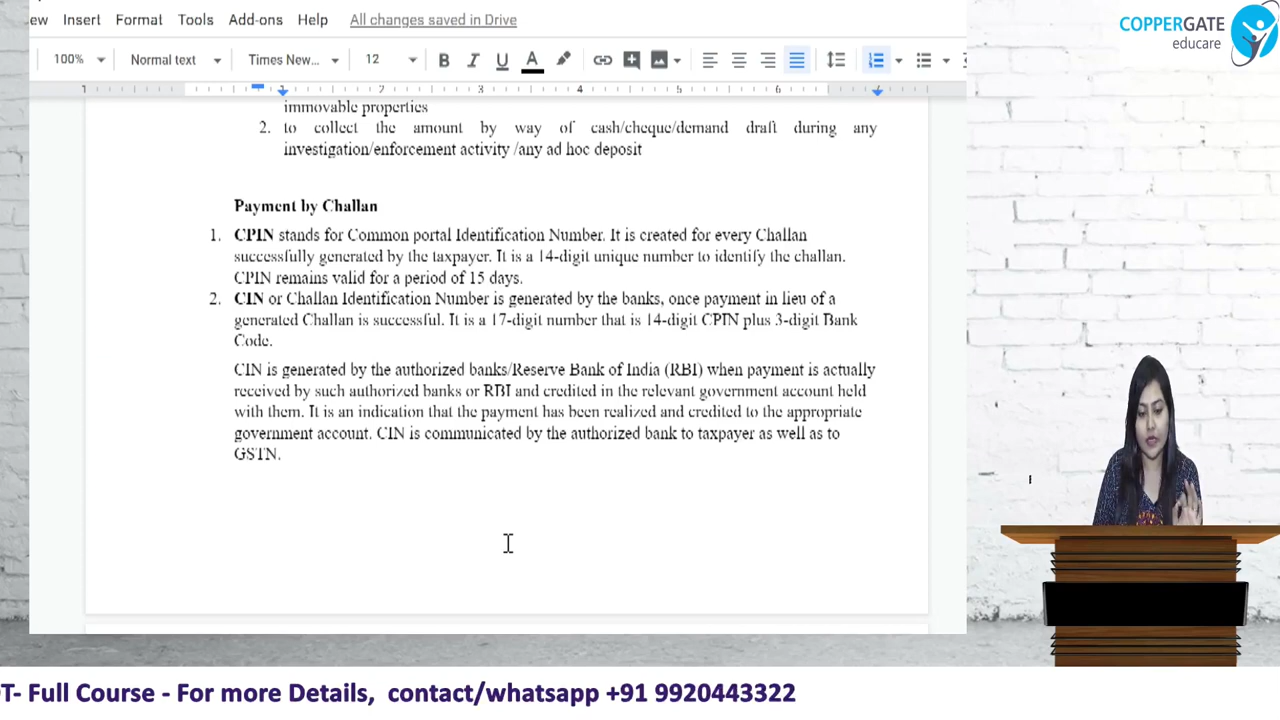 COPPERGATE
educare
ew Insert Format Tools Add-ons Help All changes saved in Drive
100% Normal text Times New... 12 B I U A
1 1 2 3 4 5 6
immovable properties
2. to collect the amount by way of cash/cheque/demand draft during any
investigation/enforcement activity /any ad hoc deposit
Payment by Challan
1. CPIN stands for Common portal Identification Number. It is created for every Challan
successfully generated by the taxpayer. It is a 14-digit unique number to identify the challan.
CPIN remains valid for a period of 15 days.
2. CIN or Challan Identification Number is generated by the banks, once payment in lieu of a
generated Challan is successful. It is a 17-digit number that is 14-digit CPIN plus 3-digit Bank
Code.
CIN is generated by the authorized banks/Reserve Bank of India (RBI) when payment is actually
received by such authorized banks or RBI and credited in the relevant government account held
with them. It is an indication that the payment has been realized and credited to the appropriate
government account. CIN is communicated by the authorized bank to taxpayer as well as to
GSTN.
T- Full Course - For more Details, contact/whatsapp +91 9920443322